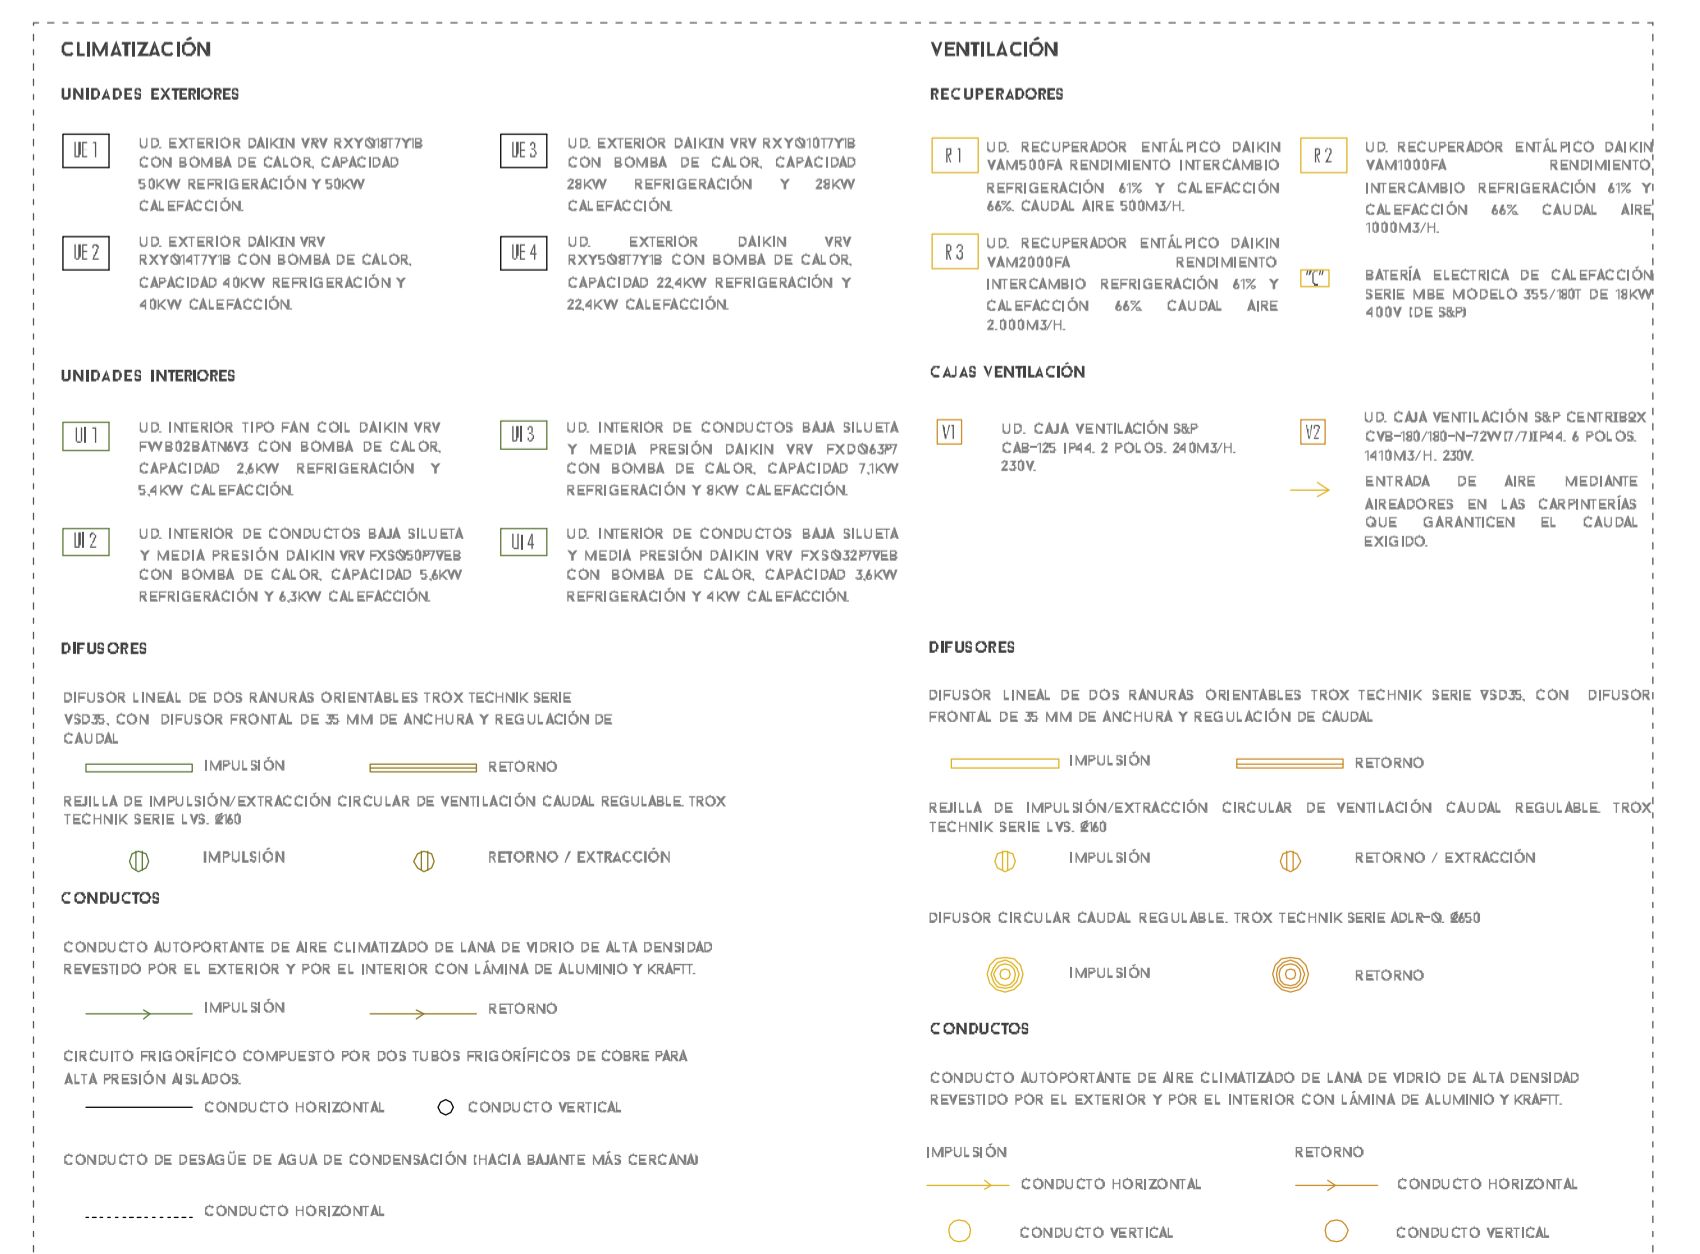 CLIMATIZACIÓN
UNIDADES EXTERIORES
UE 1
UD. EXTERIOR DAIKIN VRV RXYQ18T7Y1B
CON BOMBA DE CALOR, CAPACIDAD
50KW REFRIGERACIÓN Y 50KW
CALEFACCIÓN.
UE 3
UD. EXTERIOR DAIKIN VRV RXYQ10T7Y1B
CON BOMBA DE CALOR, CAPACIDAD
28KW REFRIGERACIÓN Y 28KW
CALEFACCIÓN.
UE 2
UD. EXTERIOR DAIKIN VRV
RXYQ14T7Y1B CON BOMBA DE CALOR,
CAPACIDAD 40KW REFRIGERACIÓN Y
40KW CALEFACCIÓN.
UE 4
UD. EXTERIOR DAIKIN VRV
RXY5Q8T7Y1B CON BOMBA DE CALOR,
CAPACIDAD 22,4KW REFRIGERACIÓN Y
22,4KW CALEFACCIÓN.
UNIDADES INTERIORES
UI 1
UD. INTERIOR TIPO FAN COIL DAIKIN VRV
FWB02BATN6V3 CON BOMBA DE CALOR,
CAPACIDAD 2,6KW REFRIGERACIÓN Y
5,4KW CALEFACCIÓN.
UI 3
UD. INTERIOR DE CONDUCTOS BAJA SILUETA
Y MEDIA PRESIÓN DAIKIN VRV FXDQ63P7
CON BOMBA DE CALOR, CAPACIDAD 7,1KW
REFRIGERACIÓN Y 8KW CALEFACCIÓN.
UI 2
UD. INTERIOR DE CONDUCTOS BAJA SILUETA
Y MEDIA PRESIÓN DAIKIN VRV FXSQ50P7VEB
CON BOMBA DE CALOR, CAPACIDAD 5,6KW
REFRIGERACIÓN Y 6,3KW CALEFACCIÓN.
UI 4
UD. INTERIOR DE CONDUCTOS BAJA SILUETA
Y MEDIA PRESIÓN DAIKIN VRV FXSQ32P7VEB
CON BOMBA DE CALOR, CAPACIDAD 3,6KW
REFRIGERACIÓN Y 4KW CALEFACCIÓN.
DIFUSORES
DIFUSOR LINEAL DE DOS RANURAS ORIENTABLES TROX TECHNIK SERIE
VSD35, CON DIFUSOR FRONTAL DE 35 MM DE ANCHURA Y REGULACIÓN DE
CAUDAL
IMPULSIÓN
RETORNO
REJILLA DE IMPULSIÓN/EXTRACCIÓN CIRCULAR DE VENTILACIÓN CAUDAL REGULABLE. TROX
TECHNIK SERIE LVS. Ø160
IMPULSIÓN
RETORNO / EXTRACCIÓN
CONDUCTOS
CONDUCTO AUTOPORTANTE DE AIRE CLIMATIZADO DE LANA DE VIDRIO DE ALTA DENSIDAD
REVESTIDO POR EL EXTERIOR Y POR EL INTERIOR CON LÁMINA DE ALUMINIO Y KRAFTT.
IMPULSIÓN
RETORNO
CIRCUITO FRIGORÍFICO COMPUESTO POR DOS TUBOS FRIGORÍFICOS DE COBRE PARA
ALTA PRESIÓN AISLADOS.
CONDUCTO HORIZONTAL
CONDUCTO VERTICAL
CONDUCTO DE DESAGÜE DE AGUA DE CONDENSACIÓN (HACIA BAJANTE MÁS CERCANA)
CONDUCTO HORIZONTAL
VENTILACIÓN
RECUPERADORES
R 1
UD. RECUPERADOR ENTÁLPICO DAIKIN
VAM500FA RENDIMIENTO INTERCAMBIO
REFRIGERACIÓN 61% Y CALEFACCIÓN
66%. CAUDAL AIRE 500M3/H.
R 2
UD. RECUPERADOR ENTÁLPICO DAIKIN
VAM1000FA RENDIMIENTO
INTERCAMBIO REFRIGERACIÓN 61% Y
CALEFACCIÓN 66%. CAUDAL AIRE
1000M3/H.
R 3
UD. RECUPERADOR ENTÁLPICO DAIKIN
VAM2000FA RENDIMIENTO
INTERCAMBIO REFRIGERACIÓN 61% Y
CALEFACCIÓN 66%. CAUDAL AIRE
2.000M3/H.
"C"
BATERÍA ELECTRICA DE CALEFACCIÓN
SERIE MBE MODELO 355/180T DE 18KW
400V (DE S&P)
CAJAS VENTILACIÓN
V1
UD. CAJA VENTILACIÓN S&P
CAB-125 IP44. 2 POLOS. 240M3/H.
230V.
V2
UD. CAJA VENTILACIÓN S&P CENTRIBOX
CVB-180/180-N-72W(7/7)IP44. 6 POLOS.
1410M3/H. 230V.
ENTRADA DE AIRE MEDIANTE
AIREADORES EN LAS CARPINTERÍAS
QUE GARANTICEN EL CAUDAL
EXIGIDO.
DIFUSORES
DIFUSOR LINEAL DE DOS RANURAS ORIENTABLES TROX TECHNIK SERIE VSD35, CON DIFUSOR
FRONTAL DE 35 MM DE ANCHURA Y REGULACIÓN DE CAUDAL
IMPULSIÓN
RETORNO
REJILLA DE IMPULSIÓN/EXTRACCIÓN CIRCULAR DE VENTILACIÓN CAUDAL REGULABLE. TROX
TECHNIK SERIE LVS. Ø160
IMPULSIÓN
RETORNO / EXTRACCIÓN
DIFUSOR CIRCULAR CAUDAL REGULABLE. TROX TECHNIK SERIE ADLR-Q. Ø650
IMPULSIÓN
RETORNO
CONDUCTOS
CONDUCTO AUTOPORTANTE DE AIRE CLIMATIZADO DE LANA DE VIDRIO DE ALTA DENSIDAD
REVESTIDO POR EL EXTERIOR Y POR EL INTERIOR CON LÁMINA DE ALUMINIO Y KRAFTT.
IMPULSIÓN
RETORNO
CONDUCTO HORIZONTAL
CONDUCTO HORIZONTAL
CONDUCTO VERTICAL
CONDUCTO VERTICAL